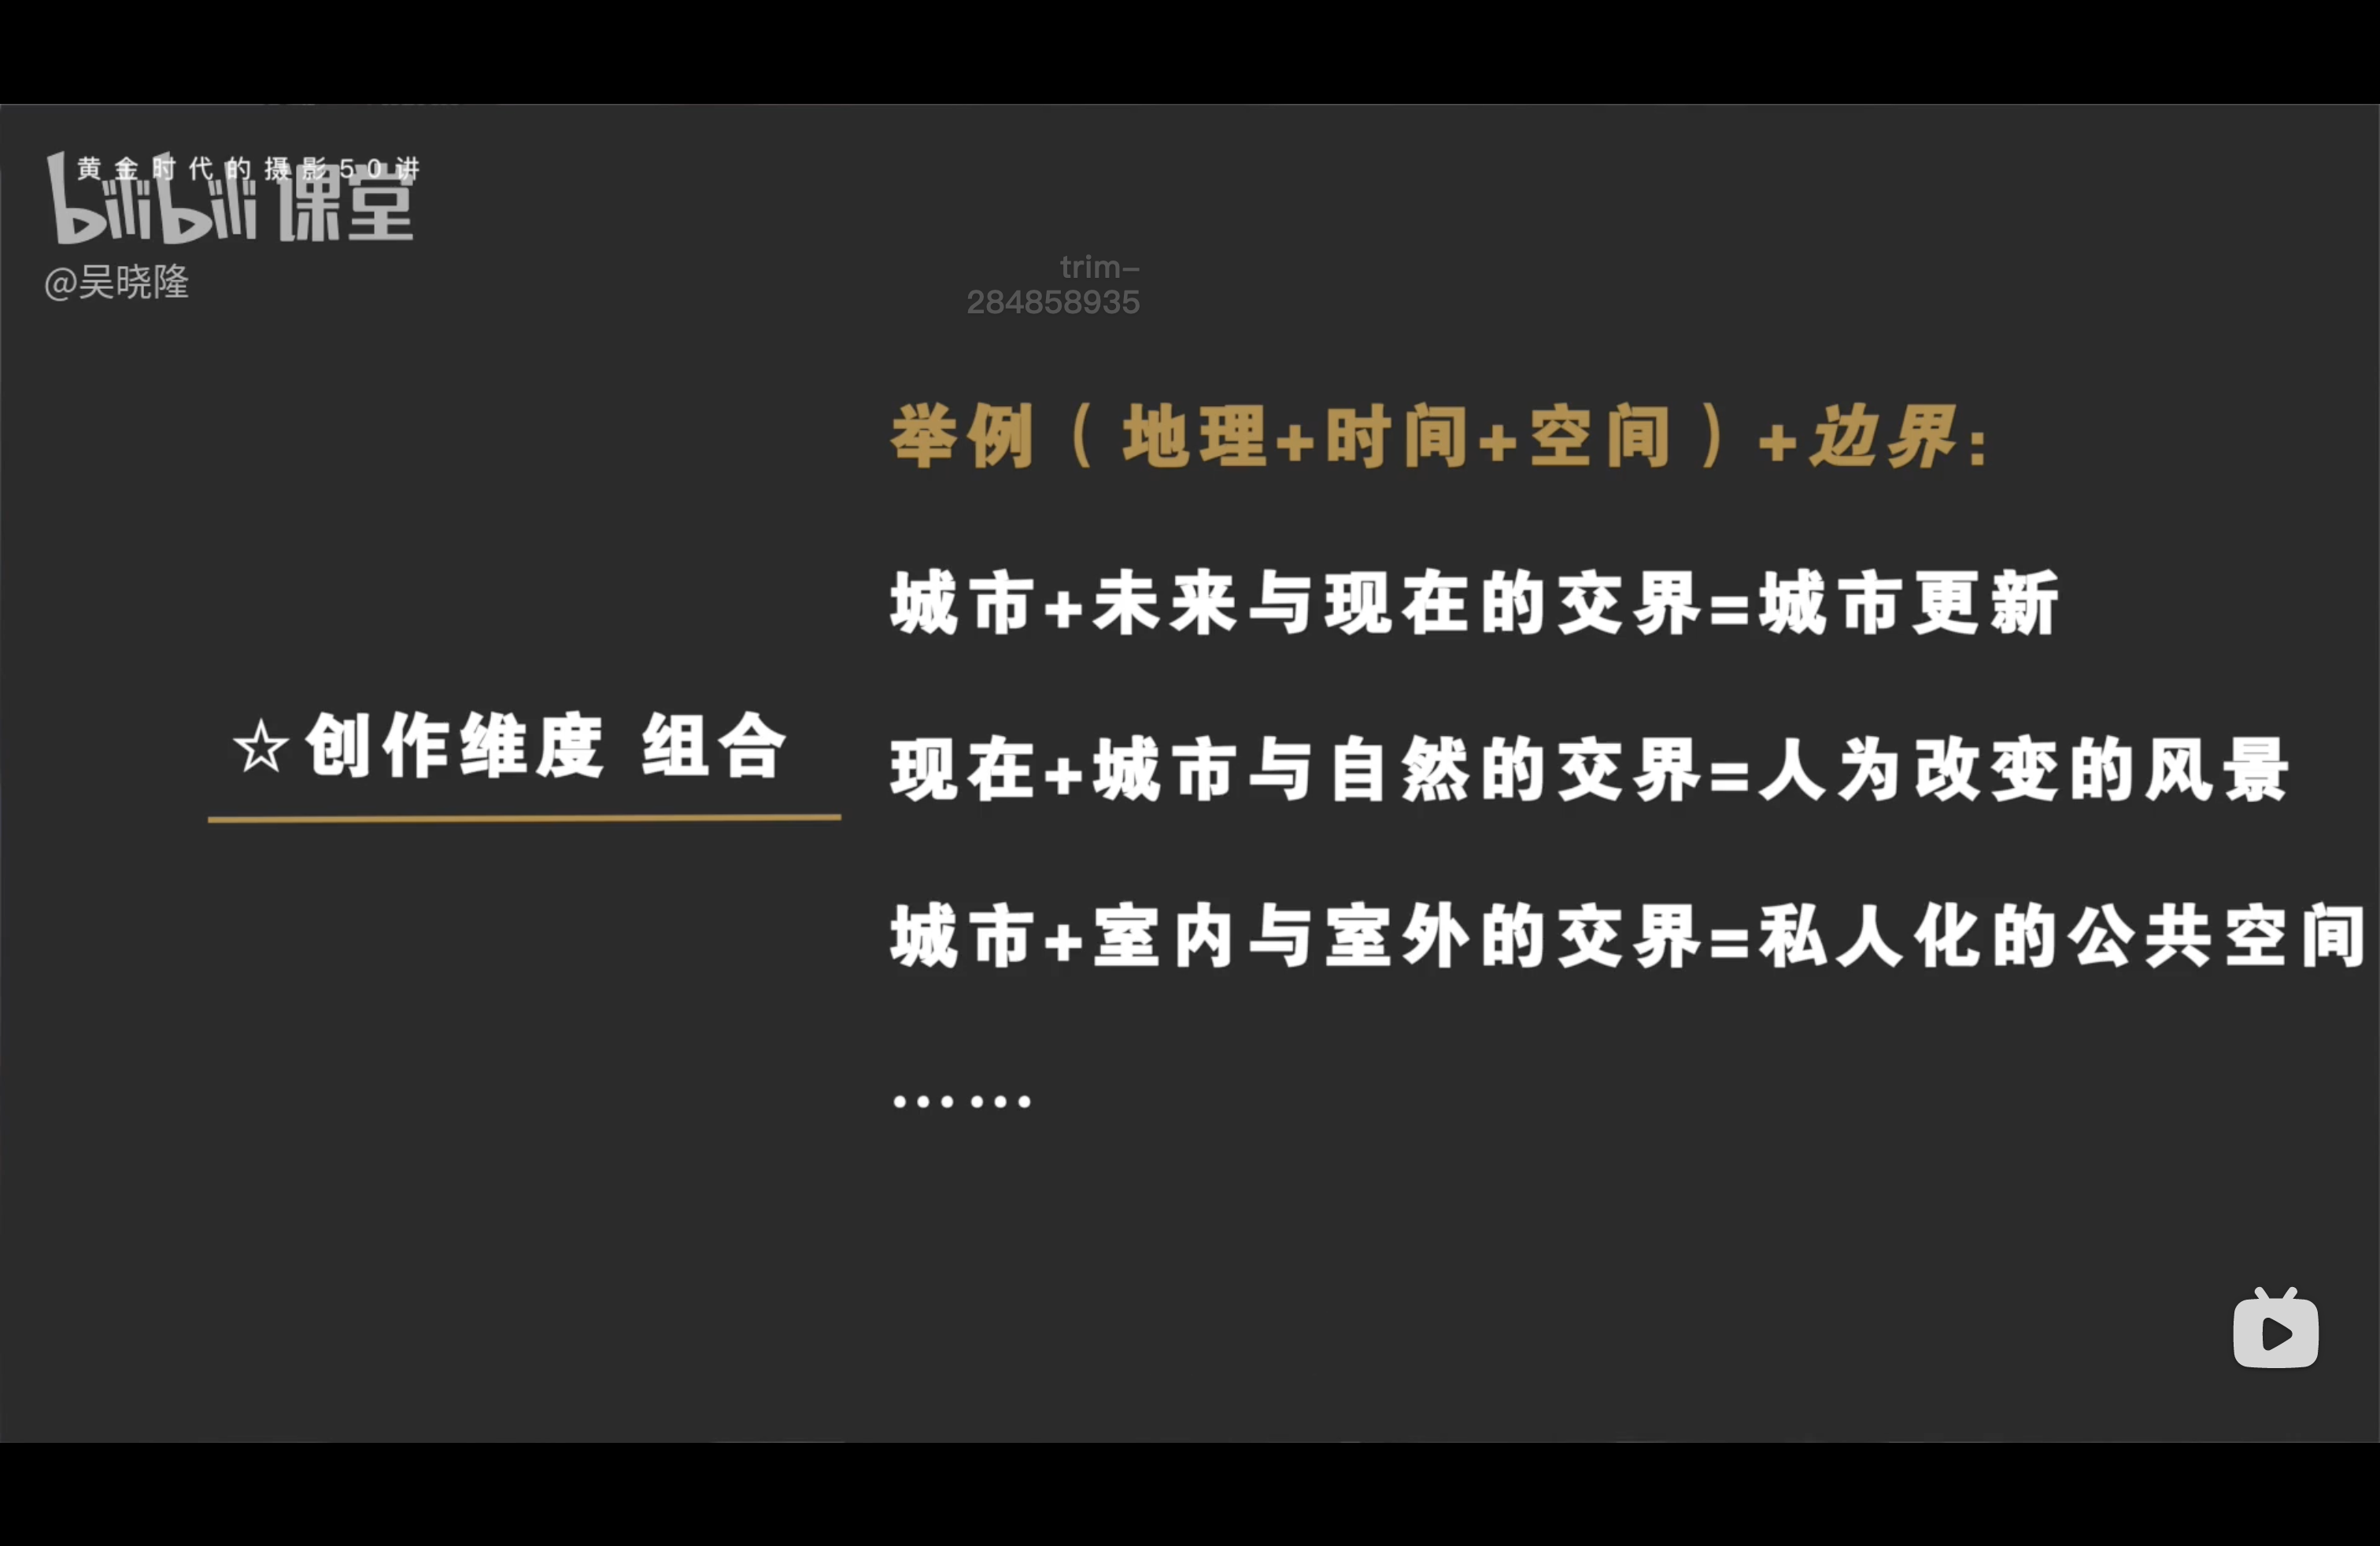 黄金时代的摄影50讲
bilibili课堂
@吴晓隆
trim-
284858935
举例（地理+时间+空间）+边界：
城市+未来与现在的交界=城市更新
☆创作维度 组合
现在+城市与自然的交界=人为改变的风景
城市+室内与室外的交界=私人化的公共空间
……